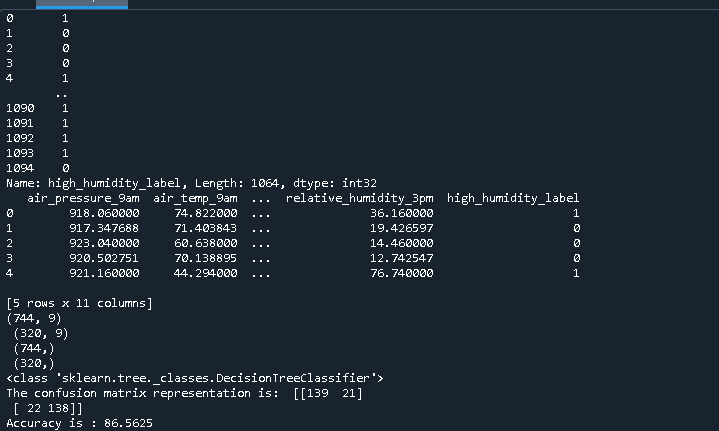 0       1
1       0
2       0
3       0
4       1
..
1090    1
1091    1
1092    1
1093    1
1094    0
Name: high_humidity_label, Length: 1064, dtype: int32
air_pressure_9am  air_temp_9am  ...  relative_humidity_3pm  high_humidity_label
0        918.060000     74.822000  ...              36.160000                    1
1        917.347688     71.403843  ...              19.426597                    0
2        923.040000     60.638000  ...              14.460000                    0
3        920.502751     70.138895  ...              12.742547                    0
4        921.160000     44.294000  ...              76.740000                    1
[5 rows x 11 columns]
(744, 9)
(320, 9)
(744,)
(320,)
<class 'sklearn.tree._classes.DecisionTreeClassifier'>
The confusion matrix representation is:  [[139  21]
[ 22 138]]
Accuracy is : 86.5625